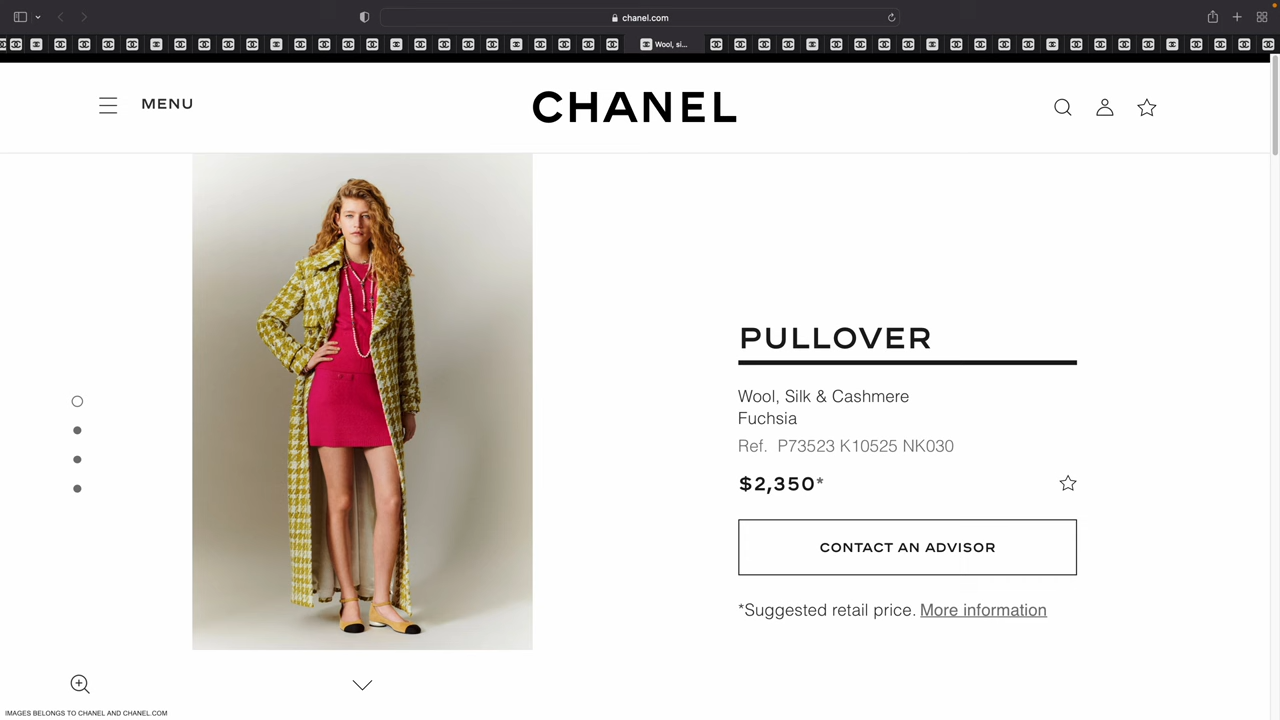 chanel.com
Wool, si...
MENU
CHANEL
PULLOVER
Wool, Silk & Cashmere
Fuchsia
Ref. P73523 K10525 NK030
$2,350*
CONTACT AN ADVISOR
*Suggested retail price. More information
IMAGES BELONGS TO CHANEL AND CHANEL.COM